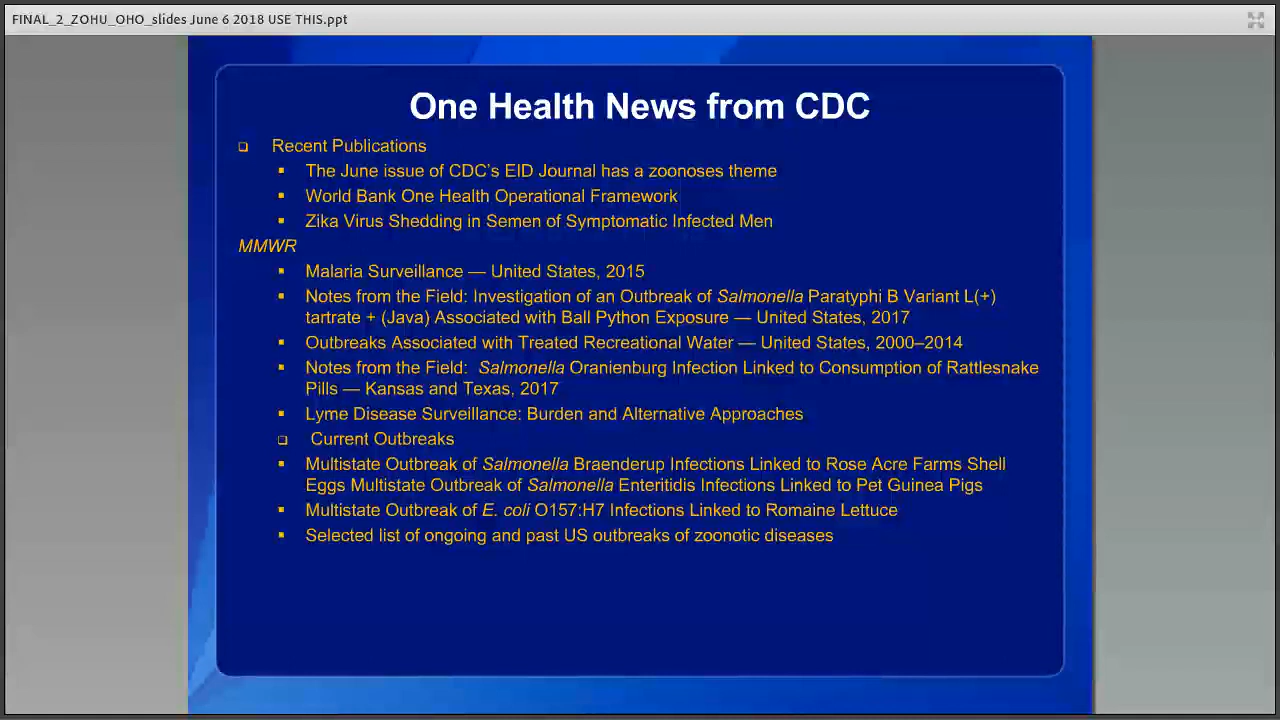 FINAL_2_ZOHU_OHO_slides June 6 2018 USE THIS.ppt
One Health News from CDC
Recent Publications
The June issue of CDC's EID Journal has a zoonoses theme
World Bank One Health Operational Framework
Zika Virus Shedding in Semen of Symptomatic Infected Men
MMWR
Malaria Surveillance — United States, 2015
Notes from the Field: Investigation of an Outbreak of Salmonella Paratyphi B Variant L(+)
tartrate + (Java) Associated with Ball Python Exposure — United States, 2017
Outbreaks Associated with Treated Recreational Water — United States, 2000–2014
Notes from the Field:  Salmonella Oranienburg Infection Linked to Consumption of Rattlesnake
Pills — Kansas and Texas, 2017
Lyme Disease Surveillance: Burden and Alternative Approaches
Current Outbreaks
Multistate Outbreak of Salmonella Braenderup Infections Linked to Rose Acre Farms Shell
Eggs Multistate Outbreak of Salmonella Enteritidis Infections Linked to Pet Guinea Pigs
Multistate Outbreak of E. coli O157:H7 Infections Linked to Romaine Lettuce
Selected list of ongoing and past US outbreaks of zoonotic diseases